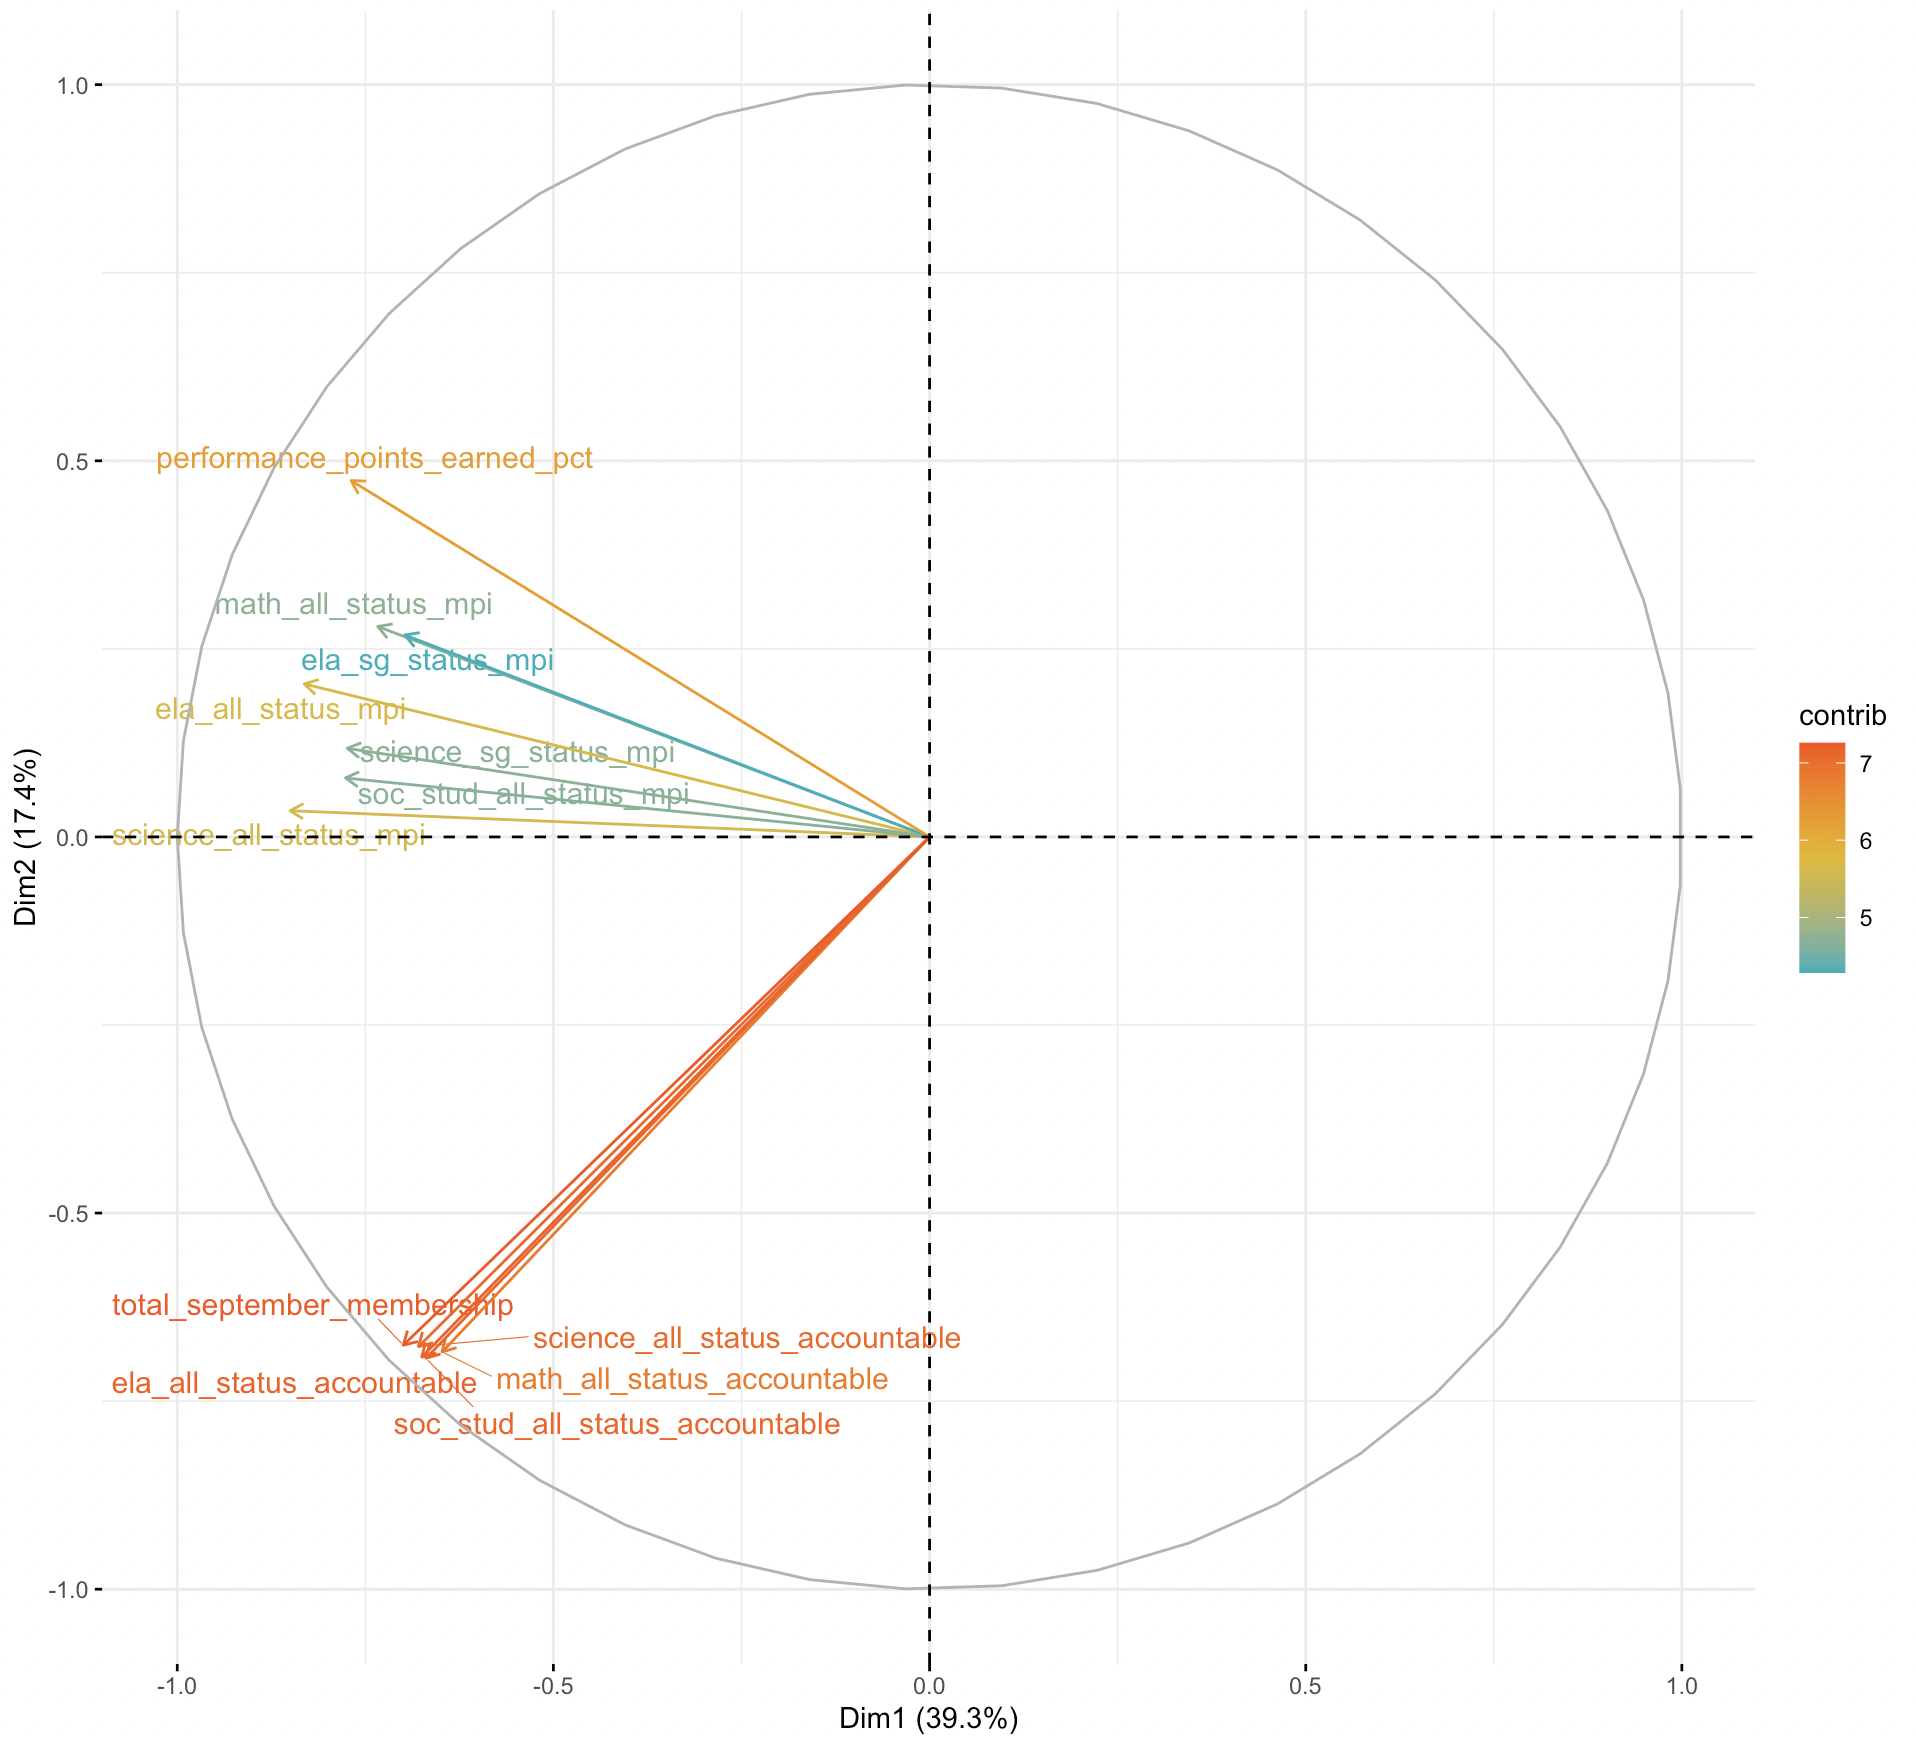 1.0
performance_points_earned_pct
0.5
math_all_status_mpi
ela_sg_status_mpi
ela_all_status_mpi
science_sg_status_mpi
soc_stud_all_status_mpi
science_all_status_mpi
0.0
Dim2 (17.4%)
contrib
7
6
5
-0.5
total_september_membership
science_all_status_accountable
ela_all_status_accountable
math_all_status_accountable
soc_stud_all_status_accountable
-1.0
-1.0
-0.5
0.0
0.5
1.0
Dim1 (39.3%)